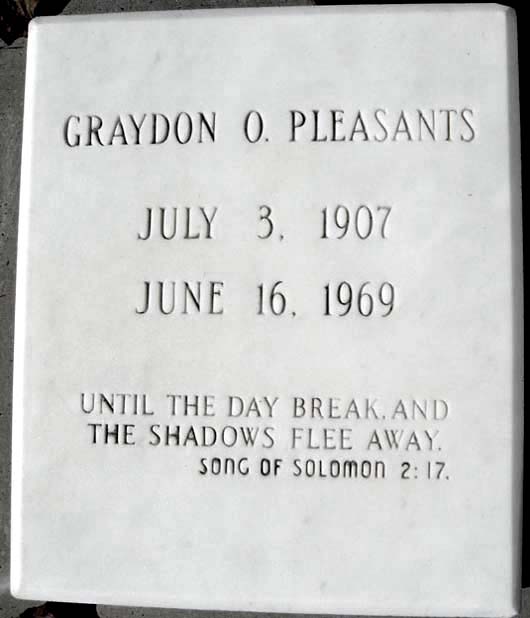 GRAYDON O. PLEASANTS
JULY 3, 1907
JUNE 16, 1969
UNTIL THE DAY BREAK, AND
THE SHADOWS FLEE AWAY.
SONG OF SOLOMON 2:17.